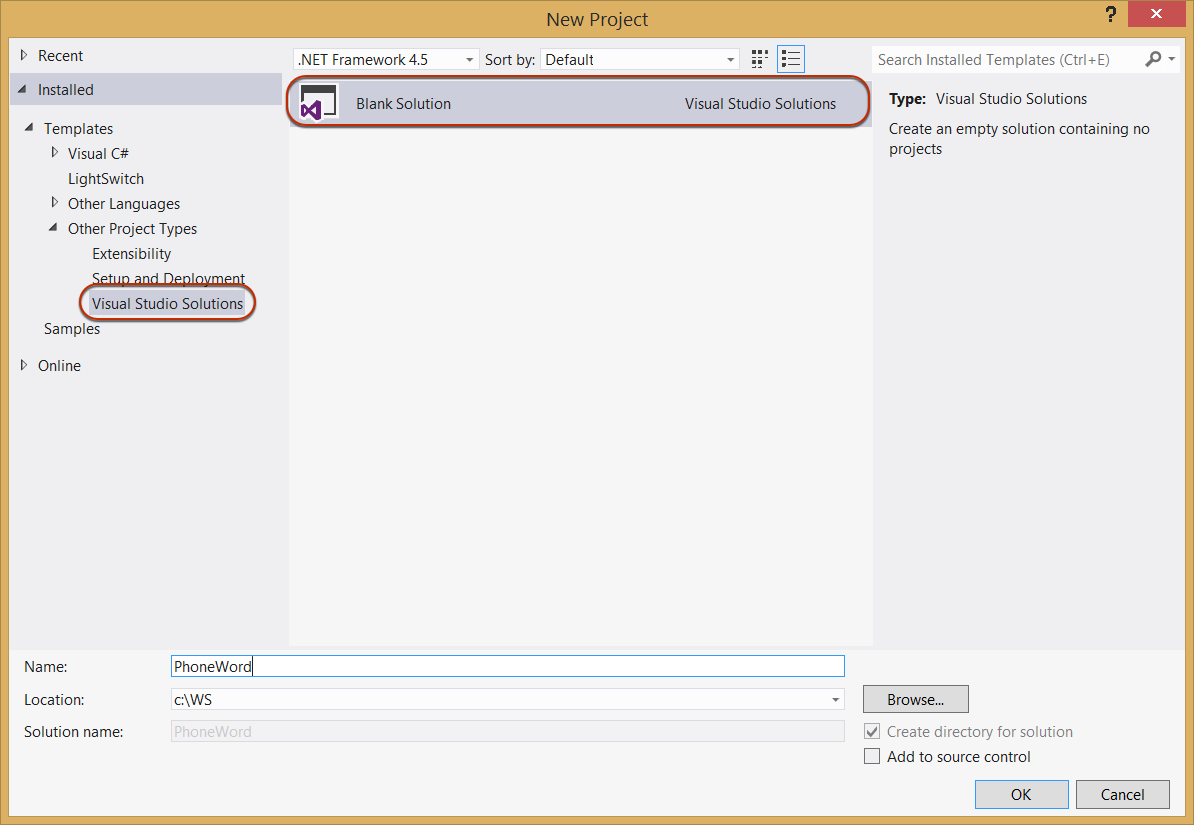 New Project
?
Recent
Installed
Templates
Visual C#
LightSwitch
Other Languages
Other Project Types
Extensibility
Setup and Deployment
Visual Studio Solutions
Samples
Online
.NET Framework 4.5
Sort by: Default
Blank Solution Visual Studio Solutions
Search Installed Templates (Ctrl+E)
Type: Visual Studio Solutions
Create an empty solution containing no
projects
Name: PhoneWord
Location: c:\WS
Browse...
Solution name: PhoneWord
Create directory for solution
Add to source control
OK
Cancel